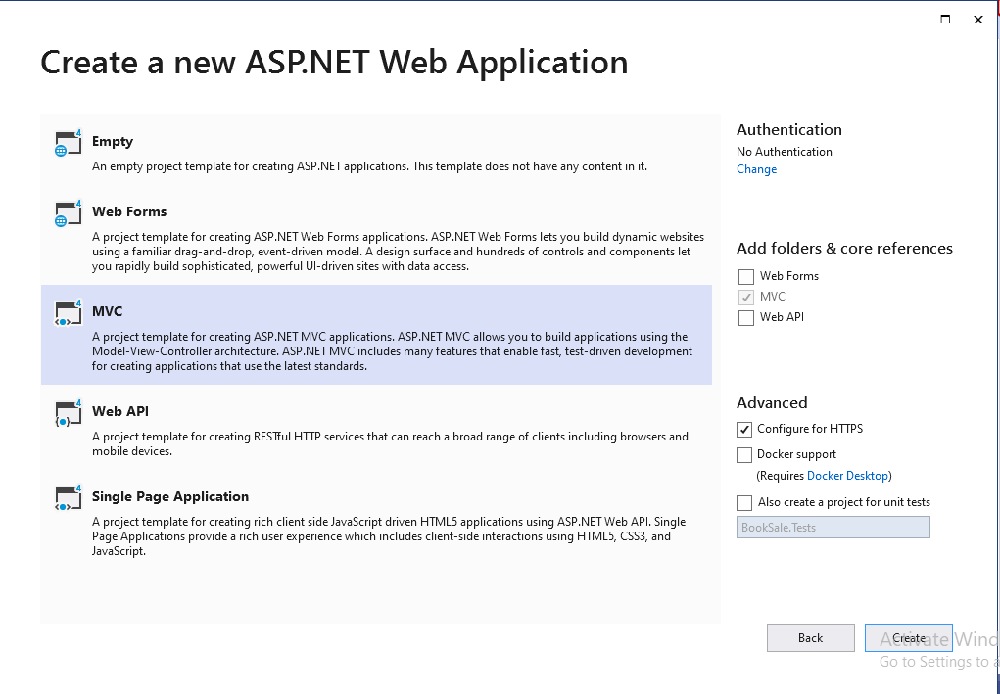 Create a new ASP.NET Web Application
Empty
An empty project template for creating ASP.NET applications. This template does not have any content in it.
Web Forms
A project template for creating ASP.NET Web Forms applications. ASP.NET Web Forms lets you build dynamic websites
using a familiar drag-and-drop, event-driven model. A design surface and hundreds of controls and components let
you rapidly build sophisticated, powerful UI-driven sites with data access.
MVC
A project template for creating ASP.NET MVC applications. ASP.NET MVC allows you to build applications using the
Model-View-Controller architecture. ASP.NET MVC includes many features that enable fast, test-driven development
for creating applications that use the latest standards.
Web API
A project template for creating RESTful HTTP services that can reach a broad range of clients including browsers and
mobile devices.
Single Page Application
A project template for creating rich client side JavaScript driven HTML5 applications using ASP.NET Web API. Single
Page Applications provide a rich user experience which includes client-side interactions using HTML5, CSS3, and
JavaScript.
Authentication
No Authentication
Change
Add folders & core references
Web Forms
MVC
Web API
Advanced
Configure for HTTPS
Docker support
(Requires Docker Desktop)
Also create a project for unit tests
BookSale.Tests
Back
Create
Activate Wind
Go to Settings to a